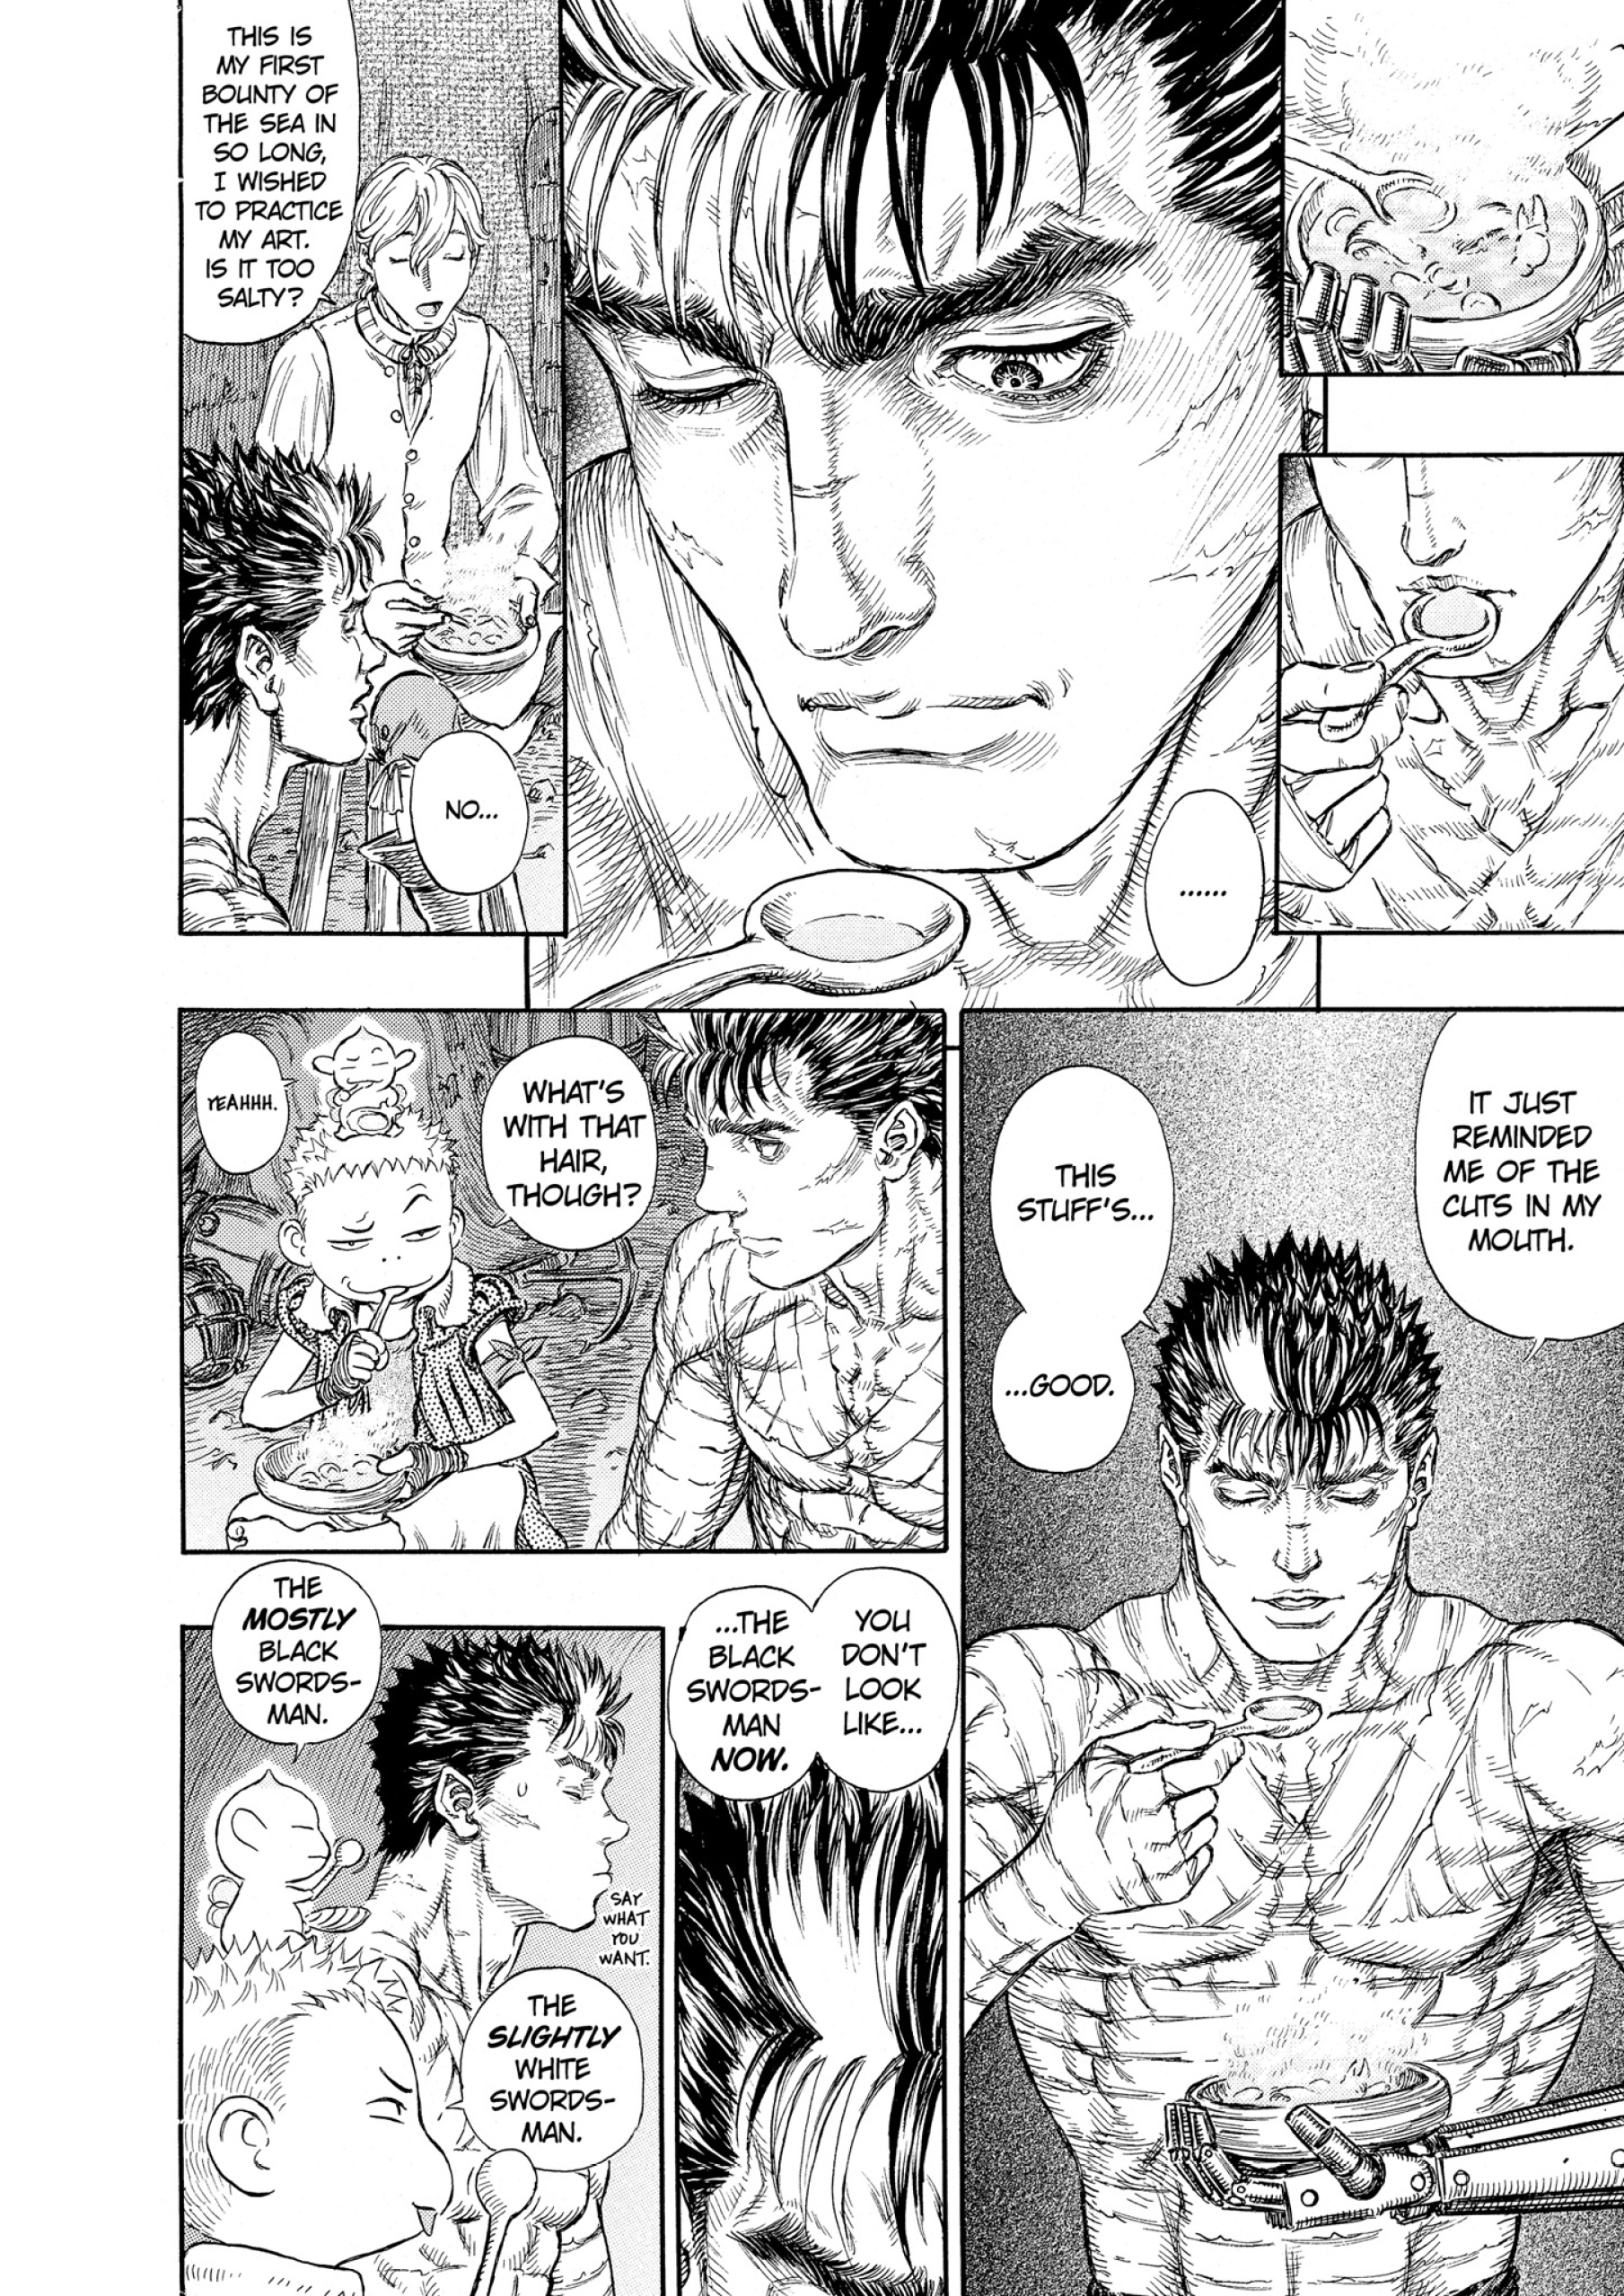 ......
THIS IS
MY FIRST
BOUNTY OF
THE SEA IN
SO LONG,
I WISHED
TO PRACTICE
MY ART.
IS IT TOO
SALTY?
NO...
IT JUST
REMINDED
ME OF THE
CUTS IN MY
MOUTH.
THIS
STUFF'S...
...GOOD.
WHAT'S
WITH THAT
HAIR,
THOUGH?
YEAHHH.
YOU
DON'T
LOOK
LIKE...
...THE
BLACK
SWORDS-
MAN
NOW.
THE
MOSTLY
BLACK
SWORDS-
MAN.
SAY
WHAT
YOU
WANT.
THE
SLIGHTLY
WHITE
SWORDS-
MAN.